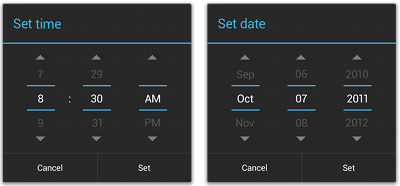 Set time
7 29
8 : 30 AM
9 31 PM
Cancel Set
Set date
Sep 06 2010
Oct 07 2011
Nov 08 2012
Cancel Set